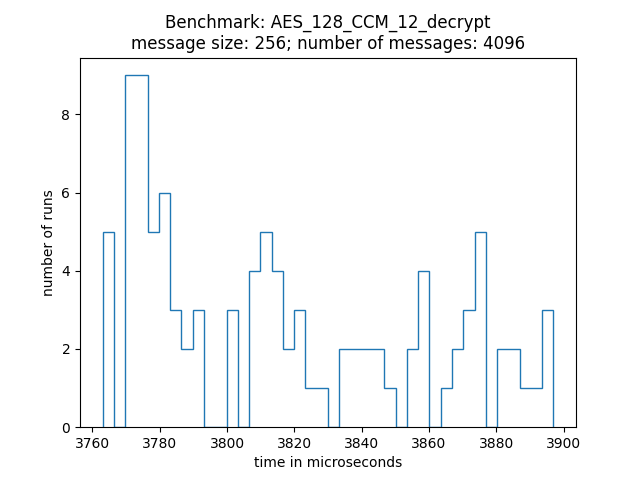 Benchmark: AES_128_CCM_12_decrypt
message size: 256; number of messages: 4096
number of runs
8
6
4
2
0
3760 3780 3800 3820 3840 3860 3880 3900
time in microseconds